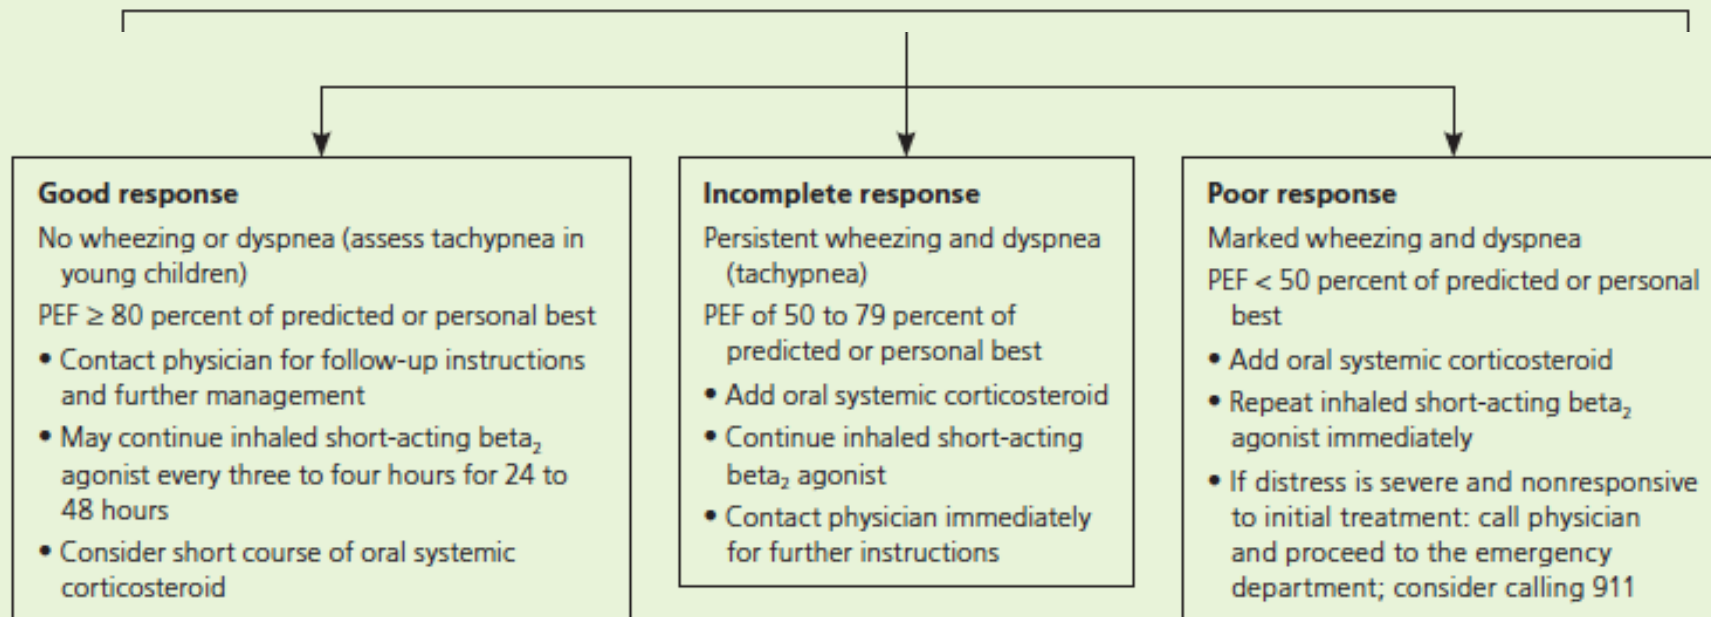 Good response
No wheezing or dyspnea (assess tachypnea in
young children)
PEF ≥ 80 percent of predicted or personal best
• Contact physician for follow-up instructions
and further management
• May continue inhaled short-acting beta₂
agonist every three to four hours for 24 to
48 hours
• Consider short course of oral systemic
corticosteroid
Incomplete response
Persistent wheezing and dyspnea
(tachypnea)
PEF of 50 to 79 percent of
predicted or personal best
• Add oral systemic corticosteroid
• Continue inhaled short-acting
beta₂ agonist
• Contact physician immediately
for further instructions
Poor response
Marked wheezing and dyspnea
PEF < 50 percent of predicted or personal
best
• Add oral systemic corticosteroid
• Repeat inhaled short-acting beta₂
agonist immediately
• If distress is severe and nonresponsive
to initial treatment: call physician
and proceed to the emergency
department; consider calling 911